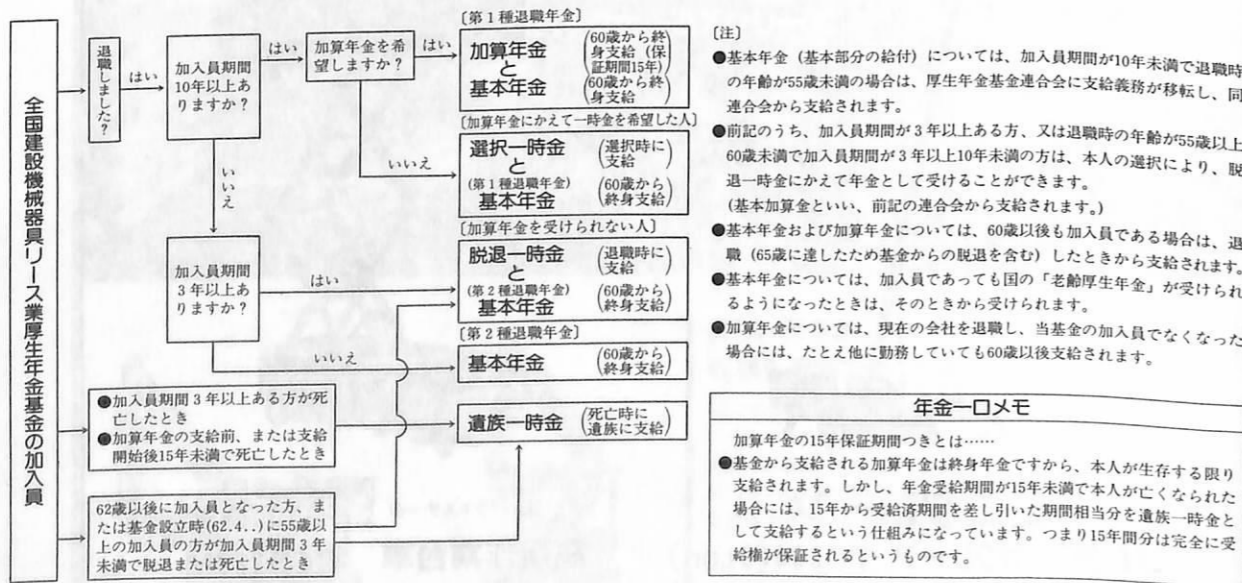 全国建設機械器具リース業厚生年金基金の加入員
退職しました？
はい
加入員期間
10年以上あ
りますか？
はい
加算年金を希
望しますか？
はい
いいえ
いいえ
加入員期間
3年以上あ
りますか？
はい
いいえ
●加入員期間3年以上ある方が死
亡したとき
●加算年金の支給前、または支給
開始後15年未満で死亡したとき
62歳以後に加入員となった方、ま
たは基金設立時(62.4..)に55歳以
上の加入員の方が加入員期間3年
未満で脱退または死亡したとき
〔第1種退職年金〕
加算年金
(60歳から終
身支給（保
証期間15年）)
と
基本年金
(60歳から終
身支給)
〔加算年金にかえて一時金を希望した人〕
選択一時金
(選択時に
支給)
と
(第1種退職年金)
基本年金
(60歳から
終身支給)
〔加算年金を受けられない人〕
脱退一時金
(退職時に
支給)
と
(第2種退職年金)
基本年金
(60歳から
終身支給)
〔第2種退職年金〕
基本年金
(60歳から
終身支給)
遺族一時金
(死亡時に
遺族に支給)
〔注〕
●基本年金（基本部分の給付）については、加入員期間が10年未満で退職時
の年齢が55歳未満の場合は、厚生年金基金連合会に支給義務が移転し、同
連合会から支給されます。
●前記のうち、加入員期間が3年以上ある方、又は退職時の年齢が55歳以上
60歳未満で加入員期間が3年以上10年未満の方は、本人の選択により、脱
退一時金にかえて年金として受けることができます。
(基本加算金といい、前記の連合会から支給されます。)
●基本年金および加算年金については、60歳以後も加入員である場合は、退
職（65歳に達したため基金からの脱退を含む）したときから支給されます。
●基本年金については、加入員であっても国の「老齢厚生年金」が受けられ
るようになったときは、そのときから受けられます。
●加算年金については、現在の会社を退職し、当基金の加入員でなくなった
場合には、たとえ他に勤務していても60歳以後支給されます。
年金一口メモ
加算年金の15年保証期間つきとは……
●基金から支給される加算年金は終身年金ですから、本人が生存する限り
支給されます。しかし、年金受給期間が15年未満で本人が亡くなられた
場合には、15年から受給済期間を差し引いた期間相当分を遺族一時金と
して支給するという仕組みになっています。つまり15年間分は完全に受
給権が保証されるというものです。